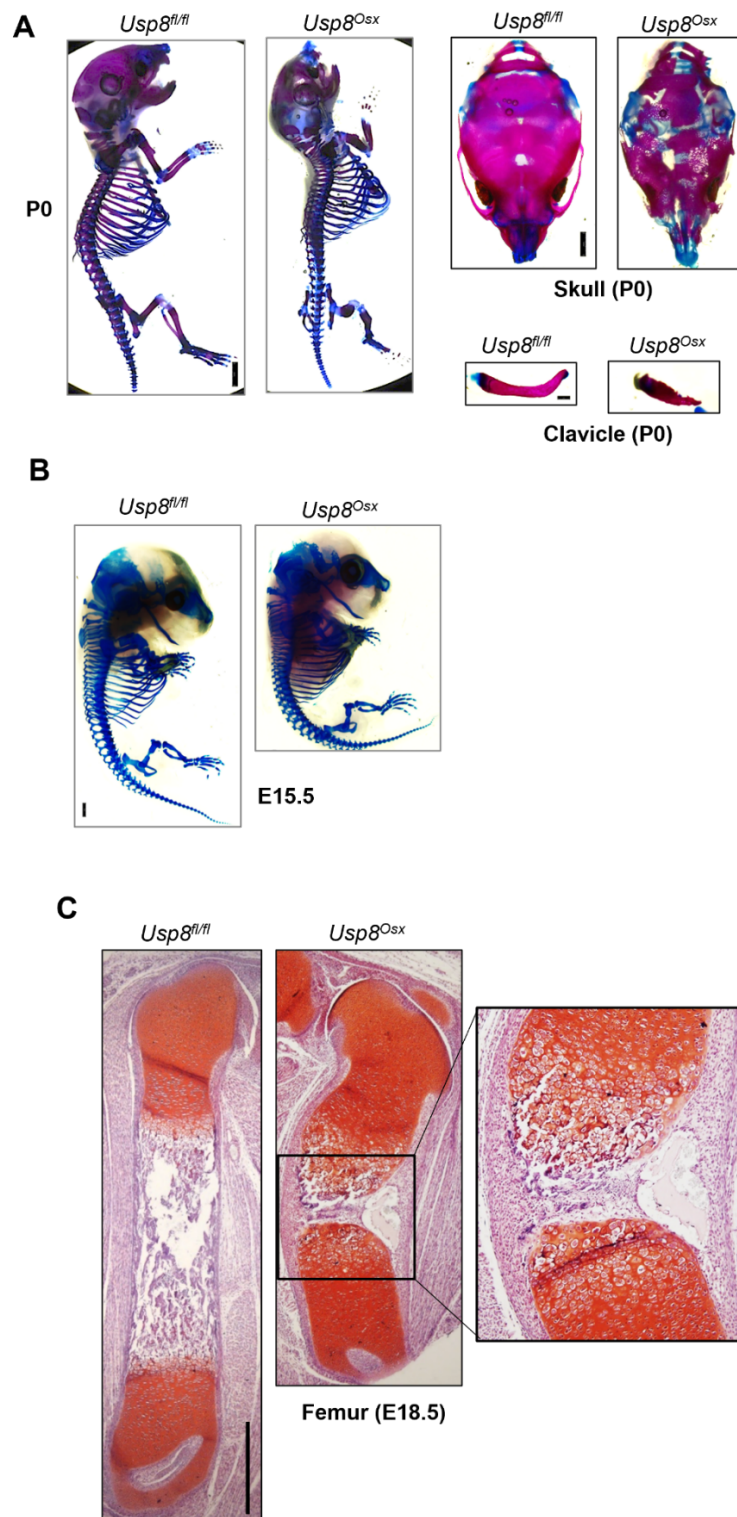 A
Usp8fl/fl
Usp8Osx
Usp8fl/fl
Usp8Osx
P0
Skull (P0)
Usp8fl/fl
Usp8Osx
Clavicle (P0)
B
Usp8fl/fl
Usp8Osx
E15.5
C
Usp8fl/fl
Usp8Osx
Femur (E18.5)